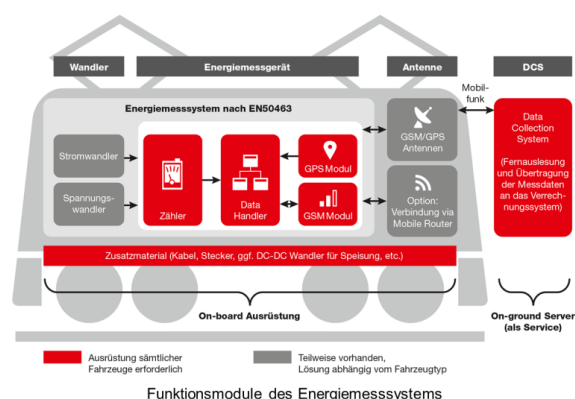 Wandler
Energiemessgerät
Antenne
DCS
Energiemesssystem nach EN50463
Mobil-
funk
Stromwandler
Spannungs-
wandler
Zähler
Data
Handler
GPS Modul
GSM Modul
GSM/GPS
Antennen
Option:
Verbindung via
Mobile Router
Data
Collection
System
(Fernauslesung
und Übertragung
der Messdaten
an das Verrech-
nungssystem)
Zusatzmaterial (Kabel, Stecker, ggf. DC-DC Wandler für Speisung, etc.)
On-board Ausrüstung
On-ground Server
(als Service)
Ausrüstung sämtlicher
Fahrzeuge erforderlich
Teilweise vorhanden,
Lösung abhängig vom Fahrzeugtyp
Funktionsmodule des Energiemesssystems